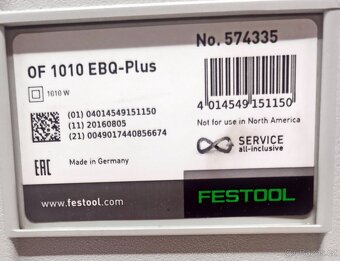 OF 1010 EBQ-Plus
No. 574335
1010 W
4 014549 151150
(01) 04014549151150
(11) 20160805
(21) 0049017440856674
Not for use in North America
SERVICE
all-inclusive
EAC
Made in Germany
www.festool.com
FESTOOL